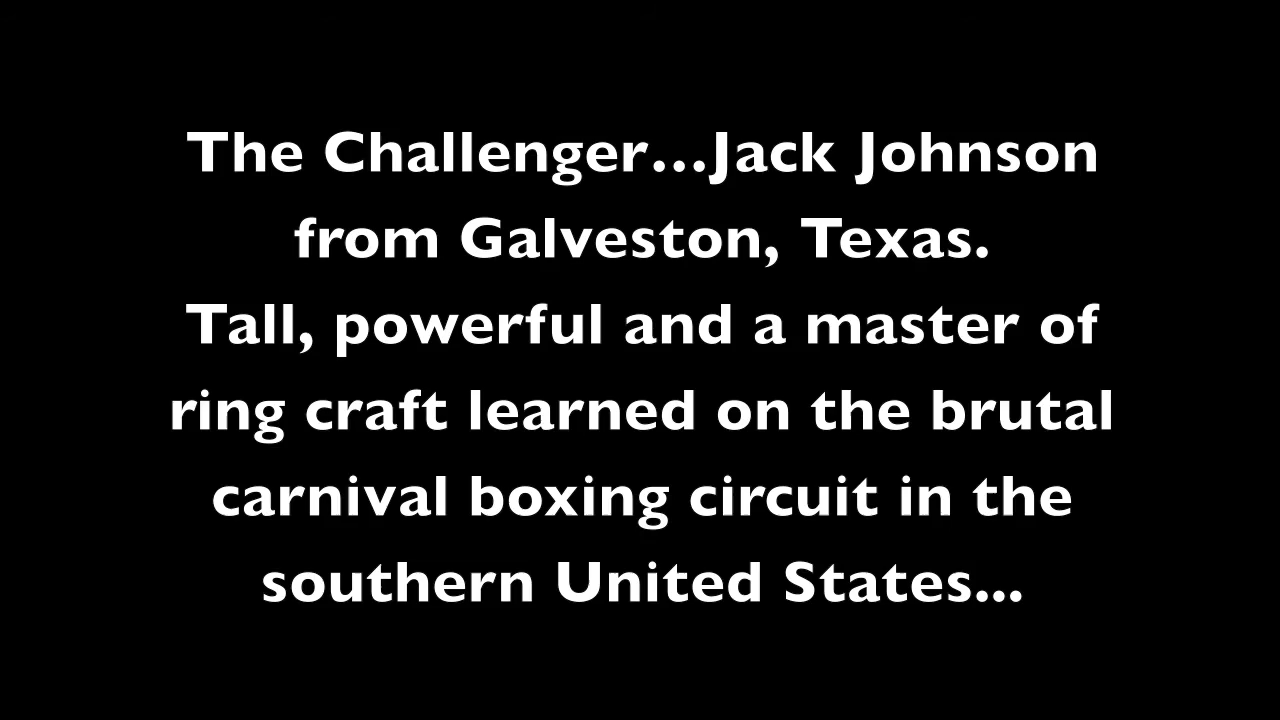 The Challenger...Jack Johnson
from Galveston, Texas.
Tall, powerful and a master of
ring craft learned on the brutal
carnival boxing circuit in the
southern United States...